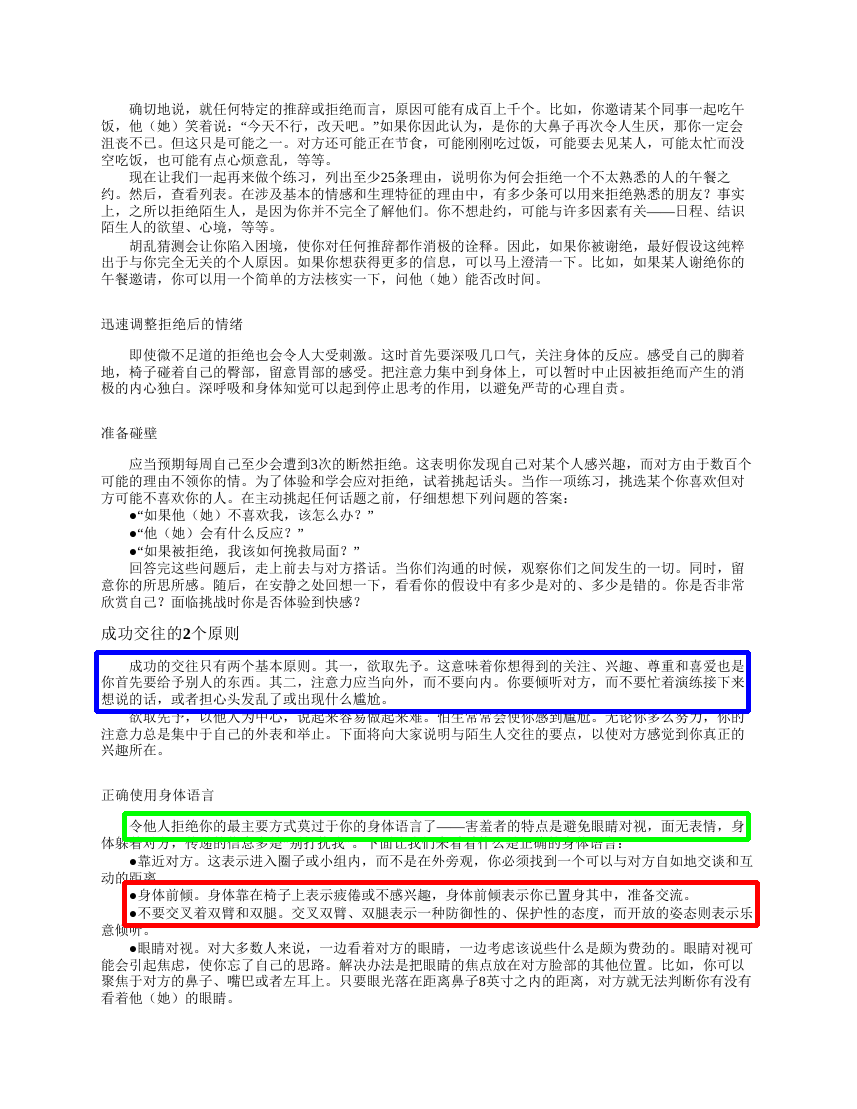 确切地说，就任何特定的推辞或拒绝而言，原因可能有成百上千个。比如，你邀请某个同事一起吃午
饭，他（她）笑着说：“今天不行，改天吧。”如果你因此认为，是你的大鼻子再次令人生厌，那你一定会
沮丧不已。但这只是可能之一。对方还可能正在节食，可能刚刚吃过饭，可能要去见某人，可能太忙而没
空吃饭，也可能有点心烦意乱，等等。
现在让我们一起再来做个练习，列出至少25条理由，说明你为何会拒绝一个不太熟悉的人的午餐之
约。然后，查看列表。在涉及基本的情感和生理特征的理由中，有多少条可以用来拒绝熟悉的朋友？事实
上，之所以拒绝陌生人，是因为你并不完全了解他们。你不想赴约，可能与许多因素有关——日程、结识
陌生人的欲望、心境，等等。
胡乱猜测会让你陷入困境，使你对任何推辞都作消极的诠释。因此，如果你被谢绝，最好假设这纯粹
出于与你完全无关的个人原因。如果你想获得更多的信息，可以马上澄清一下。比如，如果某人谢绝你的
午餐邀请，你可以用一个简单的方法核实一下，问他（她）能否改时间。
迅速调整拒绝后的情绪
即使微不足道的拒绝也会令人大受刺激。这时首先要深吸几口气，关注身体的反应。感受自己的脚着
地，椅子碰着自己的臀部，留意胃部的感受。把注意力集中到身体上，可以暂时中止因被拒绝而产生的消
极的内心独白。深呼吸和身体知觉可以起到停止思考的作用，以避免严苛的心理自责。
准备碰壁
应当预期每周自己至少会遭到3次的断然拒绝。这表明你发现自己对某个人感兴趣，而对方由于数百个
可能的理由不领你的情。为了体验和学会应对拒绝，试着挑起话头。当作一项练习，挑选某个你喜欢但对
方可能不喜欢你的人。在主动挑起任何话题之前，仔细想想下列问题的答案：
●“如果他（她）不喜欢我，该怎么办？”
●“他（她）会有什么反应？”
●“如果被拒绝，我该如何挽救局面？”
回答完这些问题后，走上前去与对方搭话。当你们沟通的时候，观察你们之间发生的一切。同时，留
意你的所思所感。随后，在安静之处回想一下，看看你的假设中有多少是对的、多少是错的。你是否非常
欣赏自己？面临挑战时你是否体验到快感？
成功交往的2个原则
成功的交往只有两个基本原则。其一，欲取先予。这意味着你想得到的关注、兴趣、尊重和喜爱也是
你首先要给予别人的东西。其二，注意力应当向外，而不要向内。你要倾听对方，而不要忙着演练接下来
想说的话，或者担心头发乱了或出现什么尴尬。
欲取先予，以他人为中心，说起来容易做起来难。怕生常常会使你感到尴尬。无论你多么努力，你的
注意力总是集中于自己的外表和举止。下面将向大家说明与陌生人交往的要点，以使对方感觉到你真正的
兴趣所在。
正确使用身体语言
令他人拒绝你的最主要方式莫过于你的身体语言了——害羞者的特点是避免眼睛对视，面无表情，身
体躲着对方，传递的信息多是“别打扰我”。下面让我们来看看什么是正确的身体语言：
●靠近对方。这表示进入圈子或小组内，而不是在外旁观，你必须找到一个可以与对方自如地交谈和互
动的距离。
●身体前倾。身体靠在椅子上表示疲倦或不感兴趣，身体前倾表示你已置身其中，准备交流。
●不要交叉着双臂和双腿。交叉双臂、双腿表示一种防御性的、保护性的态度，而开放的姿态则表示乐
意倾听。
●眼睛对视。对大多数人来说，一边看着对方的眼睛，一边考虑该说些什么是颇为费劲的。眼睛对视可
能会引起焦虑，使你忘了自己的思路。解决办法是把眼睛的焦点放在对方脸部的其他位置。比如，你可以
聚焦于对方的鼻子、嘴巴或者左耳上。只要眼光落在距离鼻子8英寸之内的距离，对方就无法判断你有没有
看着他（她）的眼睛。